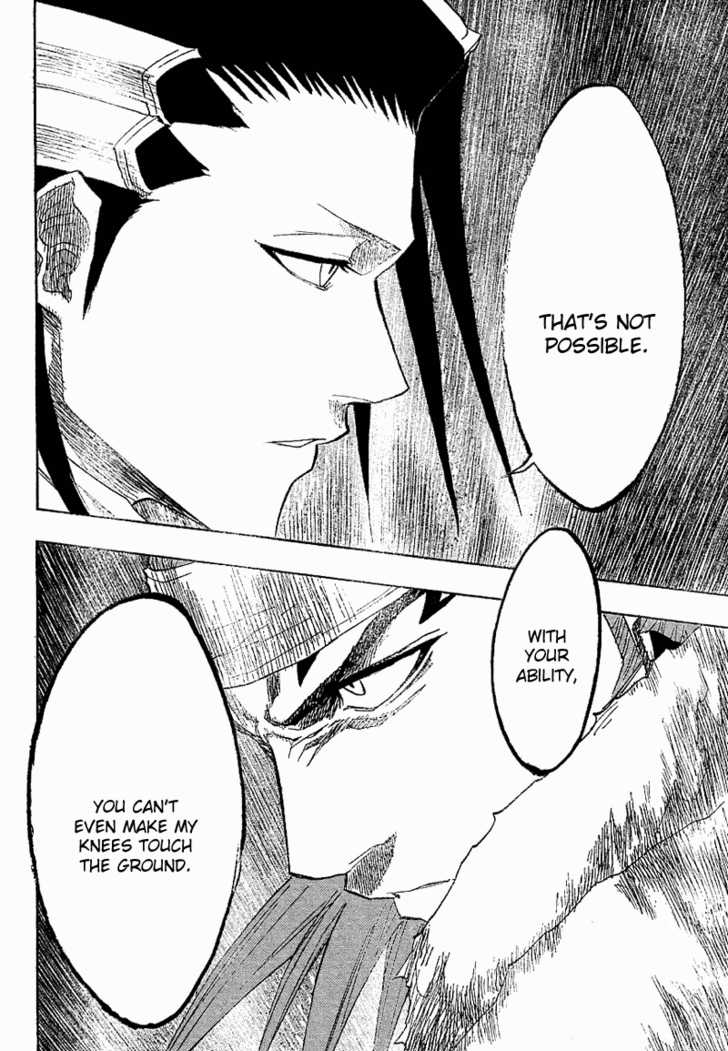 THAT'S NOT
POSSIBLE.
WITH
YOUR
ABILITY,
YOU CAN'T
EVEN MAKE MY
KNEES TOUCH
THE GROUND.